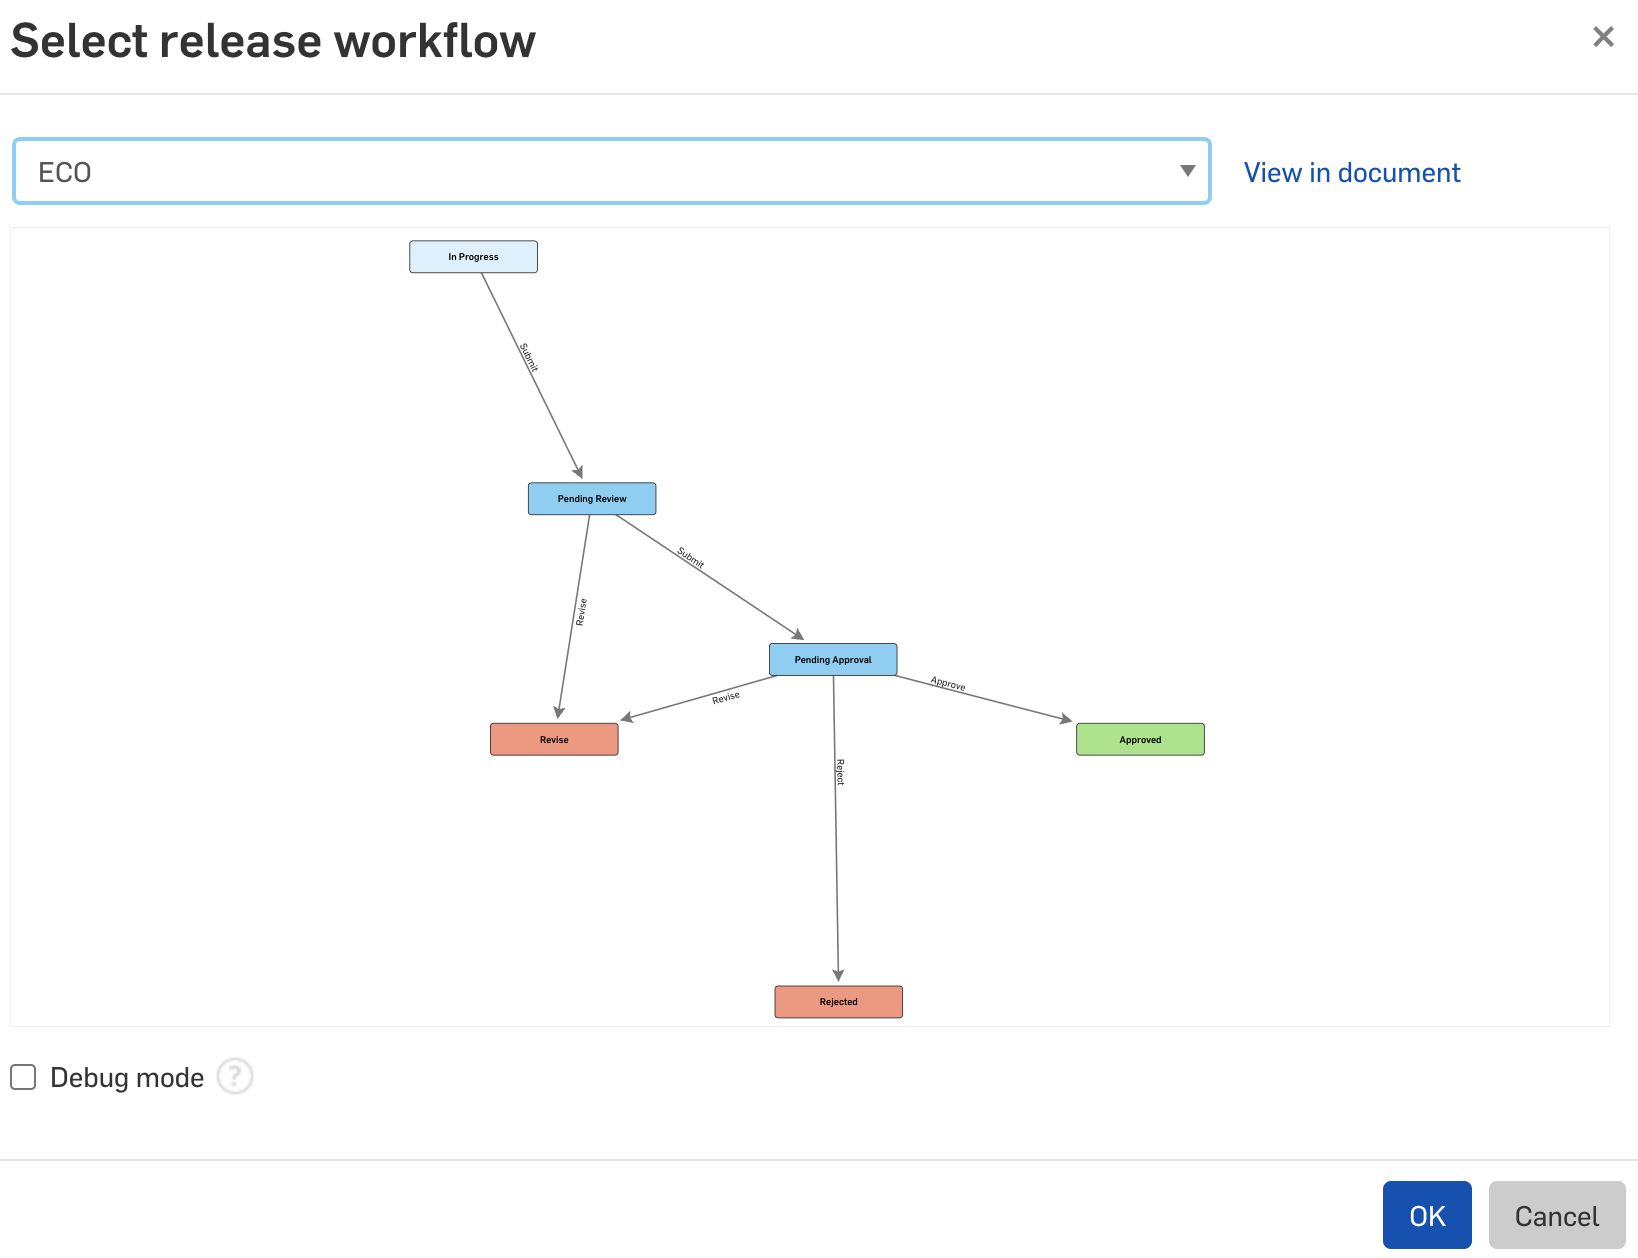 Select release workflow
ECO
View in document
In Progress
Submit
Pending Review
Submit
Revise
Pending Approval
Revise
Approve
Revise
Approved
Reject
Rejected
Debug mode
?
OK
Cancel